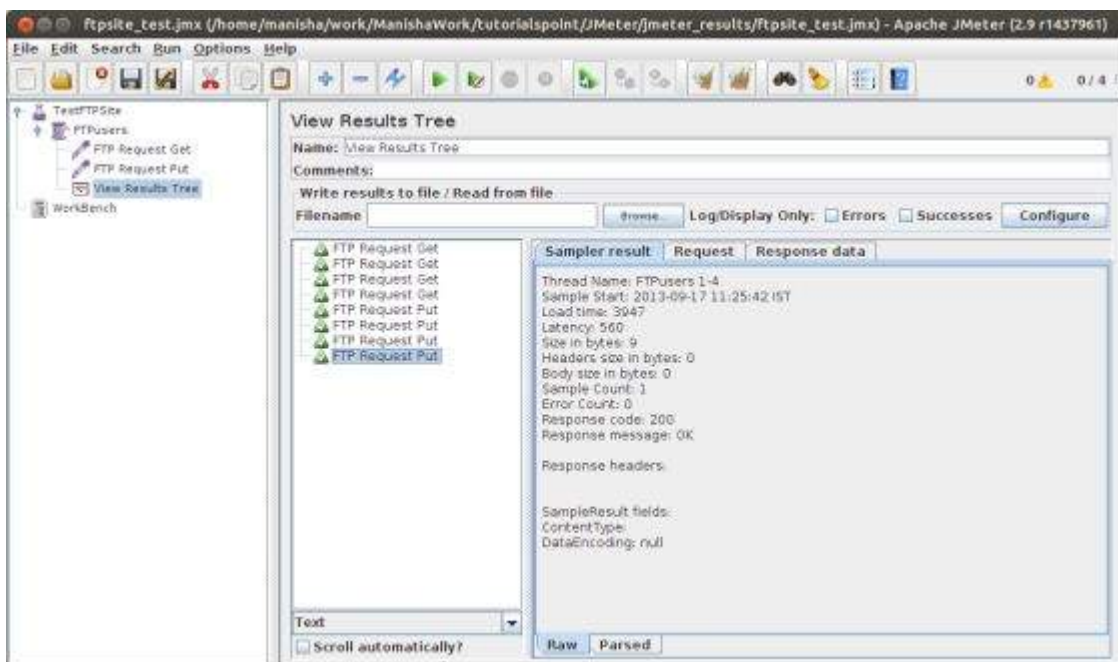 ftpsite_test.jmx (/home/manisha/work/ManishaWork/tutorialspoint/JMeter/jmeter_results/ftpsite_test.jmx) - Apache JMeter (2.9 r1437961)
File Edit Search Run Options Help
0 0 / 4
TestFTPSite
FTPusers
FTP Request Get
FTP Request Put
View Results Tree
WorkBench
View Results Tree
Name: View Results Tree
Comments:
Write results to file / Read from file
Filename Browse... Log/Display Only: Errors Successes Configure
FTP Request Get
FTP Request Get
FTP Request Get
FTP Request Get
FTP Request Put
FTP Request Put
FTP Request Put
FTP Request Put
Text
Scroll automatically?
Sampler result Request Response data
Thread Name: FTPusers 1-4
Sample Start: 2013-09-17 11:25:42 IST
Load time: 3947
Latency: 560
Size in bytes: 9
Headers size in bytes: 0
Body size in bytes: 0
Sample Count: 1
Error Count: 0
Response code: 200
Response message: OK
Response headers:
SampleResult fields:
ContentType:
DataEncoding: null
Raw Parsed